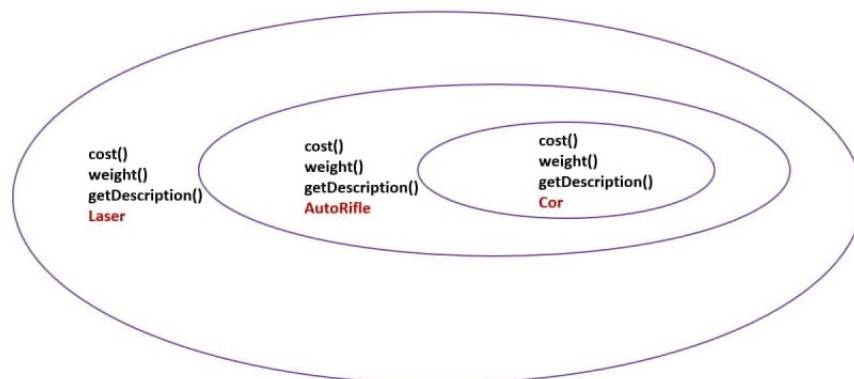 cost()
weight()
getDescription()
Laser
cost()
weight()
getDescription()
AutoRifle
cost()
weight()
getDescription()
Cor